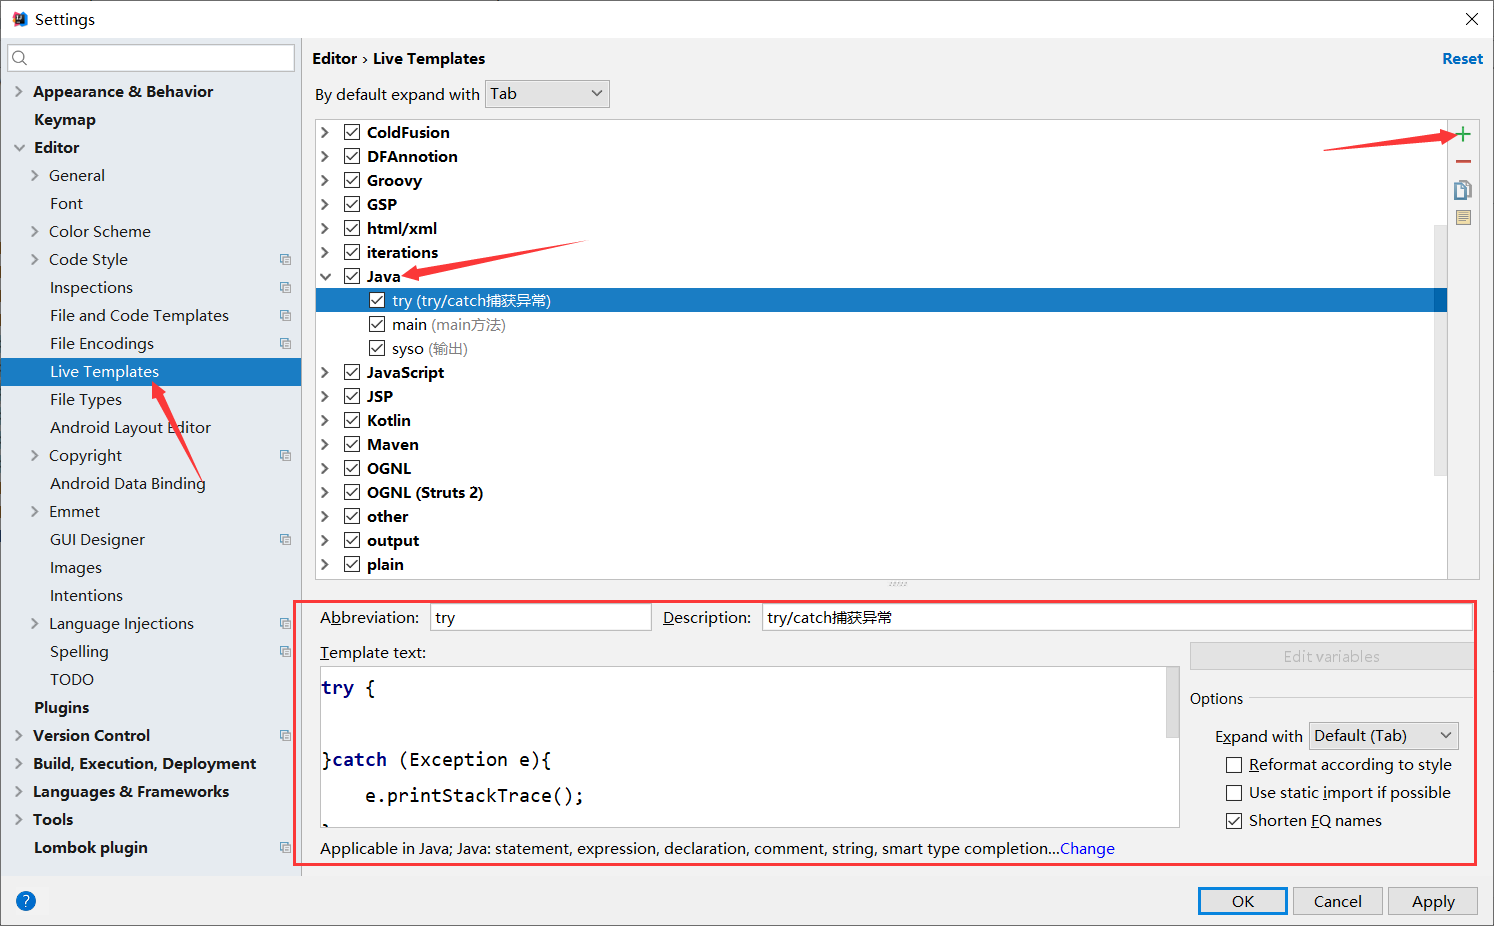 Settings
Appearance & Behavior
Keymap
Editor
General
Font
Color Scheme
Code Style
Inspections
File and Code Templates
File Encodings
Live Templates
File Types
Android Layout Editor
Copyright
Android Data Binding
Emmet
GUI Designer
Images
Intentions
Language Injections
Spelling
TODO
Plugins
Version Control
Build, Execution, Deployment
Languages & Frameworks
Tools
Lombok plugin
Editor › Live Templates
Reset
By default expand with Tab
ColdFusion
DFAnnotion
Groovy
GSP
html/xml
iterations
Java
try (try/catch捕获异常)
main (main方法)
syso (输出)
JavaScript
JSP
Kotlin
Maven
OGNL
OGNL (Struts 2)
other
output
plain
Abbreviation: try Description: try/catch捕获异常
Template text:
try {
}catch (Exception e){
e.printStackTrace();
Edit variables
Options
Expand with Default (Tab)
Reformat according to style
Use static import if possible
Shorten FQ names
Applicable in Java; Java: statement, expression, declaration, comment, string, smart type completion...Change
?
OK Cancel Apply